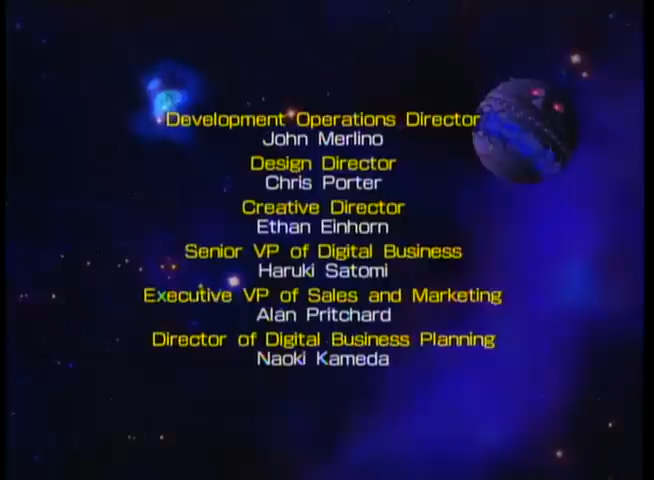 Development Operations Director
John Merlino
Design Director
Chris Porter
Creative Director
Ethan Einhorn
Senior VP of Digital Business
Haruki Satomi
Executive VP of Sales and Marketing
Alan Pritchard
Director of Digital Business Planning
Naoki Kameda